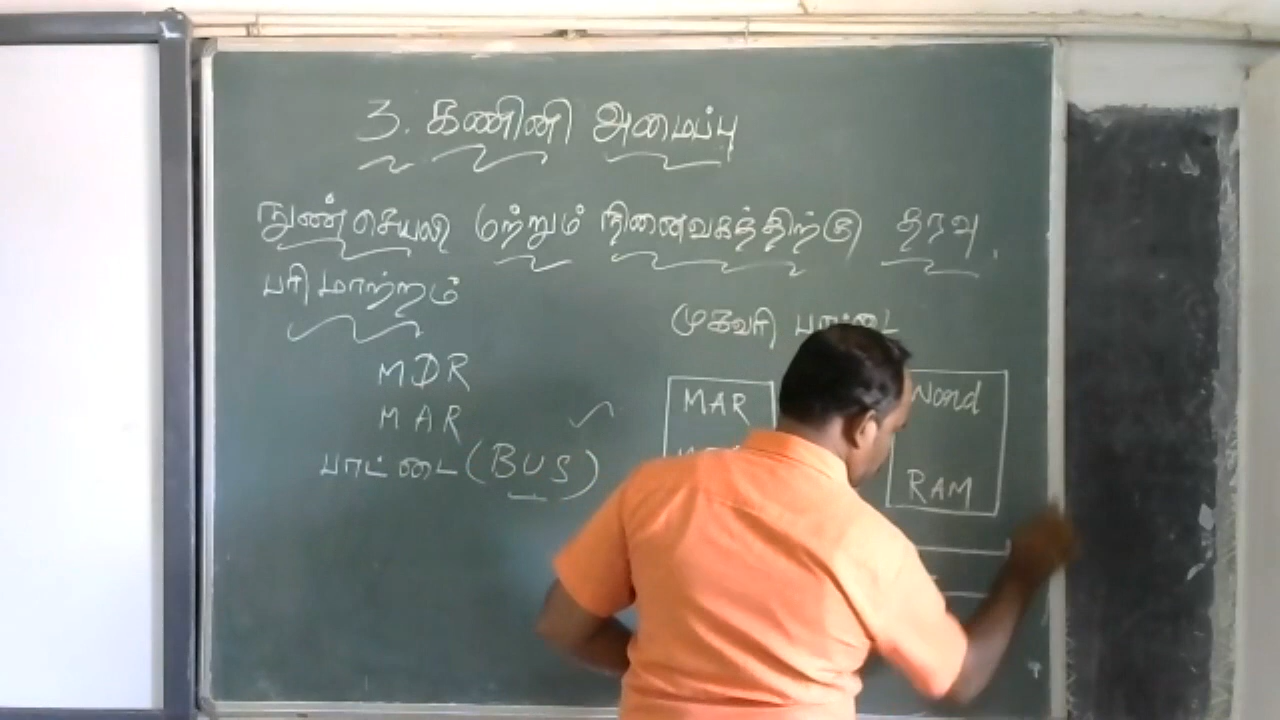 3. கணினி அமைப்பு
நுண்செயலி மற்றும் நினைவகத்திற்கு தரவு
பரிமாற்றம்
MDR
MAR
பாட்டை (BUS)
முகவரி
MAR
Word
RAM